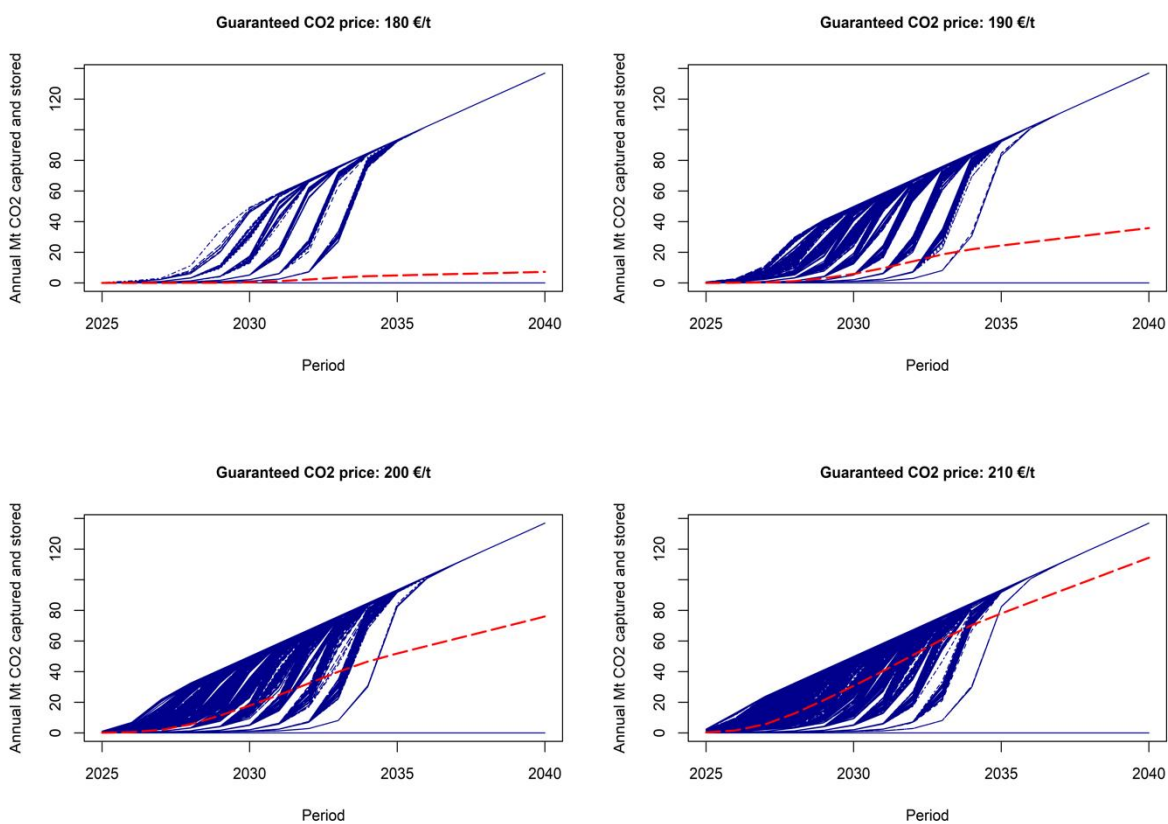 Guaranteed CO2 price: 180 €/t
Annual Mt CO2 captured and stored
120
80
60
40
20
0
2025 2030 2035 2040
Period
Guaranteed CO2 price: 190 €/t
Annual Mt CO2 captured and stored
120
80
60
40
20
0
2025 2030 2035 2040
Period
Guaranteed CO2 price: 200 €/t
Annual Mt CO2 captured and stored
120
80
60
40
20
0
2025 2030 2035 2040
Period
Guaranteed CO2 price: 210 €/t
Annual Mt CO2 captured and stored
120
80
60
40
20
0
2025 2030 2035 2040
Period